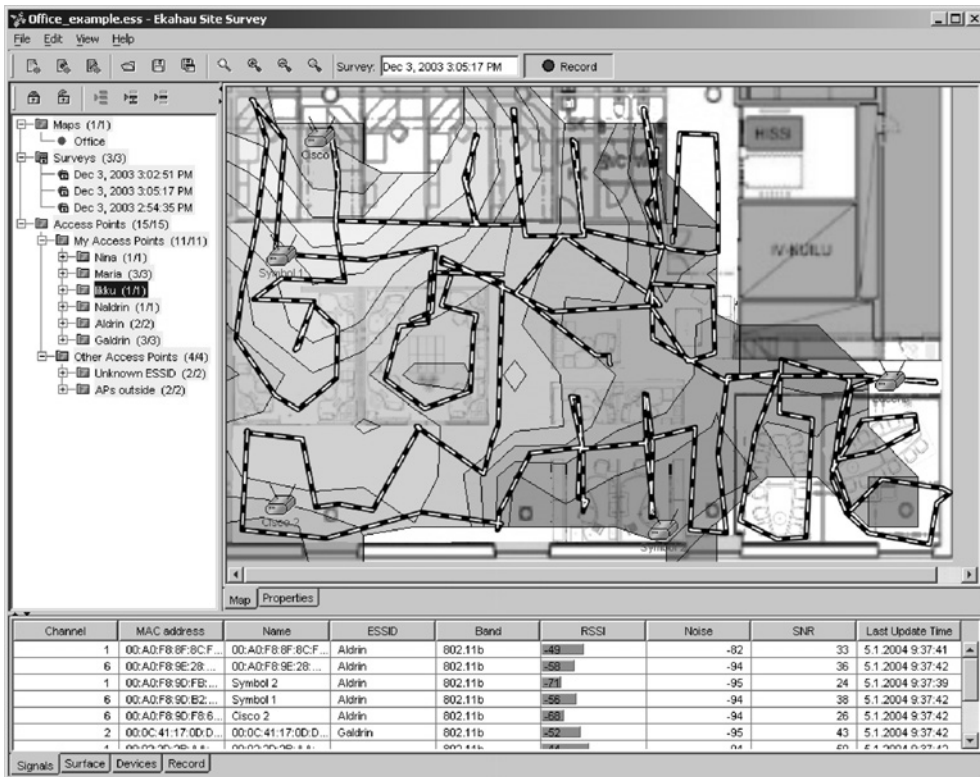 Office_example.ess - Ekahau Site Survey
File Edit View Help
Survey: Dec 3, 2003 3:05:17 PM Record
Maps (1/1)
Office
Surveys (3/3)
Dec 3, 2003 3:02:51 PM
Dec 3, 2003 3:05:17 PM
Dec 3, 2003 2:54:35 PM
Access Points (15/15)
My Access Points (11/11)
Nina (1/1)
Maria (3/3)
Ilkku (1/1)
Naldrin (1/1)
Aldrin (2/2)
Galdrin (3/3)
Other Access Points (4/4)
Unknown ESSID (2/2)
APs outside (2/2)
Cisco
HISSI
Symbol 1
IV-KUILU
Cisco 2
Symbol 2
Map Properties
Channel MAC address Name ESSID Band RSSI Noise SNR Last Update Time
1 00:A0:F8:8F:8C:F... 00:A0:F8:8F:8C:F... Aldrin 802.11b -49 -82 33 5.1.2004 9:37:41
6 00:A0:F8:9E:28:... 00:A0:F8:9E:28:... Aldrin 802.11b -58 -94 36 5.1.2004 9:37:42
1 00:A0:F8:9D:FB:... Symbol 2 Aldrin 802.11b -71 -95 24 5.1.2004 9:37:39
6 00:A0:F8:9D:B2:... Symbol 1 Aldrin 802.11b -56 -94 38 5.1.2004 9:37:42
6 00:A0:F8:9D:F8:6... Cisco 2 Aldrin 802.11b -68 -94 26 5.1.2004 9:37:42
2 00:0C:41:17:0D:D... 00:0C:41:17:0D:D... Galdrin 802.11b -52 -95 43 5.1.2004 9:37:42
Signals Surface Devices Record